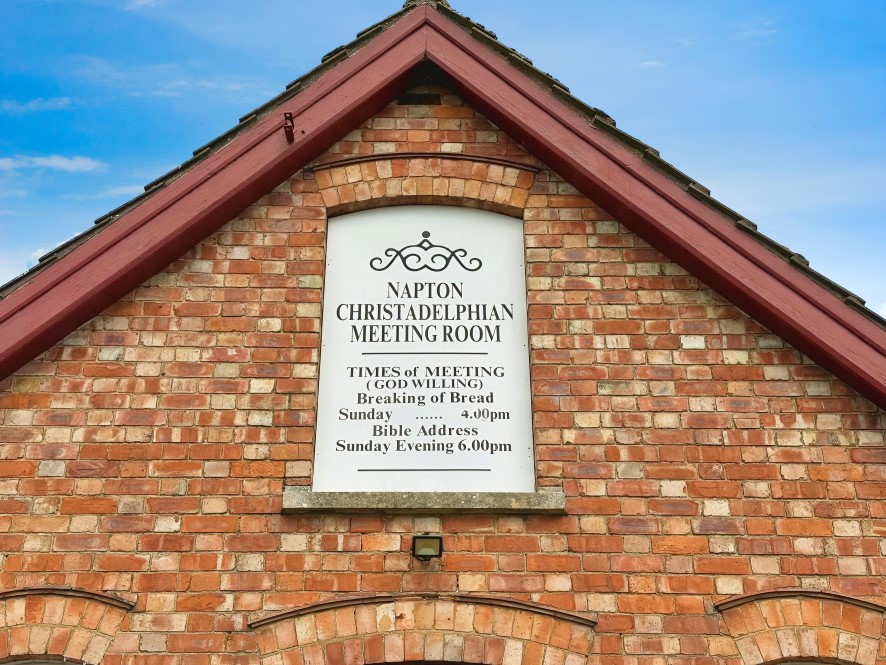 NAPTON
CHRISTADELPHIAN
MEETING ROOM
TIMES of MEETING
(GOD WILLING)
Breaking of Bread
Sunday ...... 4.00pm
Bible Address
Sunday Evening 6.00pm